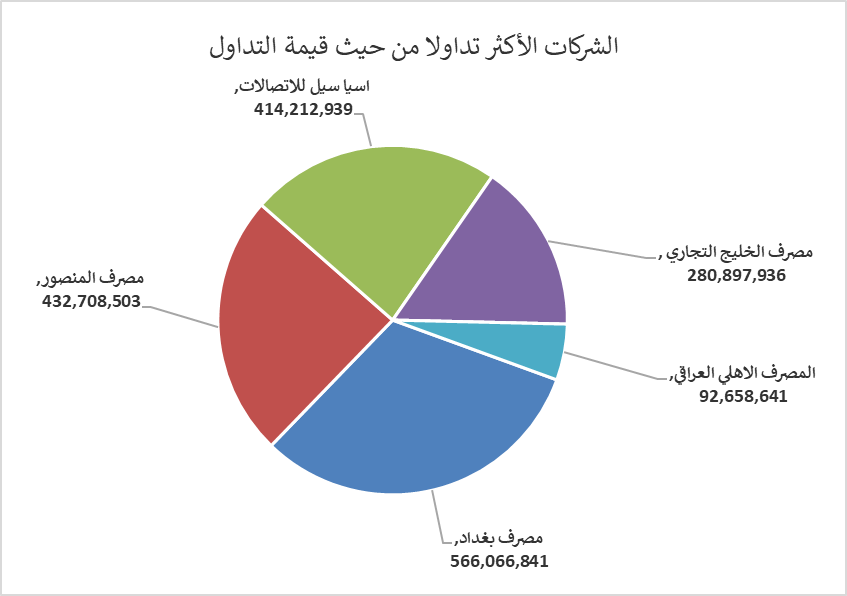 الشركات الأكثر تداولا من حيث قيمة التداول
اسيا سيل للاتصالات,
414,212,939
مصرف الخليج التجاري ,
280,897,936
مصرف المنصور,
432,708,503
المصرف الاهلي العراقي,
92,658,641
مصرف بغداد,
566,066,841